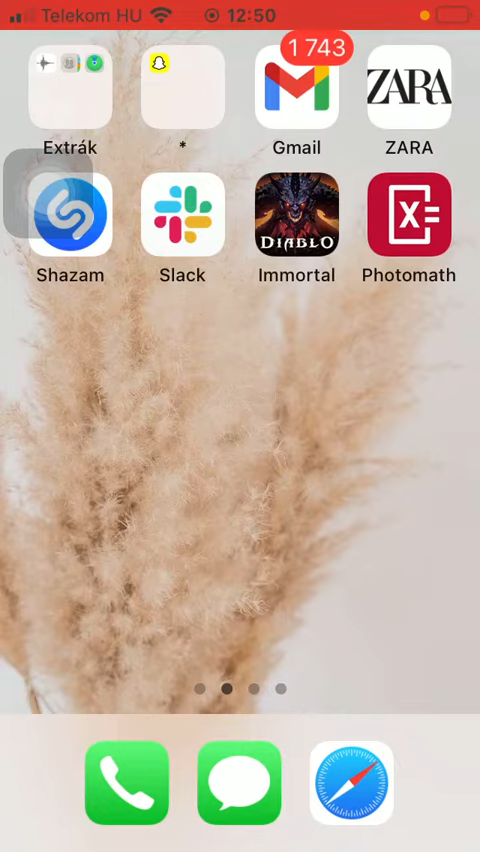 Telekom HU 12:50
1 743
ZARA
Extrák * Gmail ZARA
DIABLO
X=
Shazam Slack Immortal Photomath